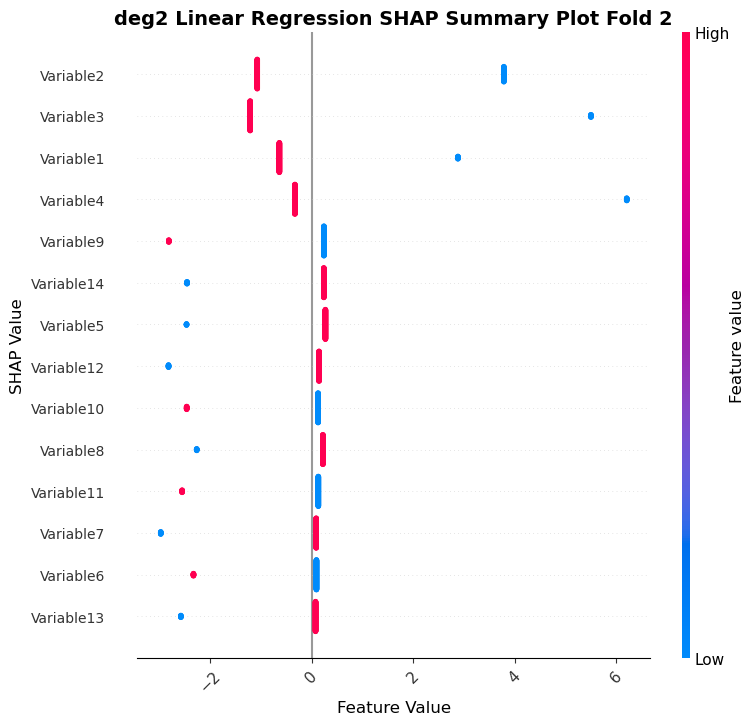 deg2 Linear Regression SHAP Summary Plot Fold 2
High
Variable2
Variable3
Variable1
Variable4
Variable9
Variable14
Variable5
Variable12
Variable10
Variable8
Variable11
Variable7
Variable6
Variable13
SHAP Value
Feature value
Low
−2 0 2 4 6
Feature Value